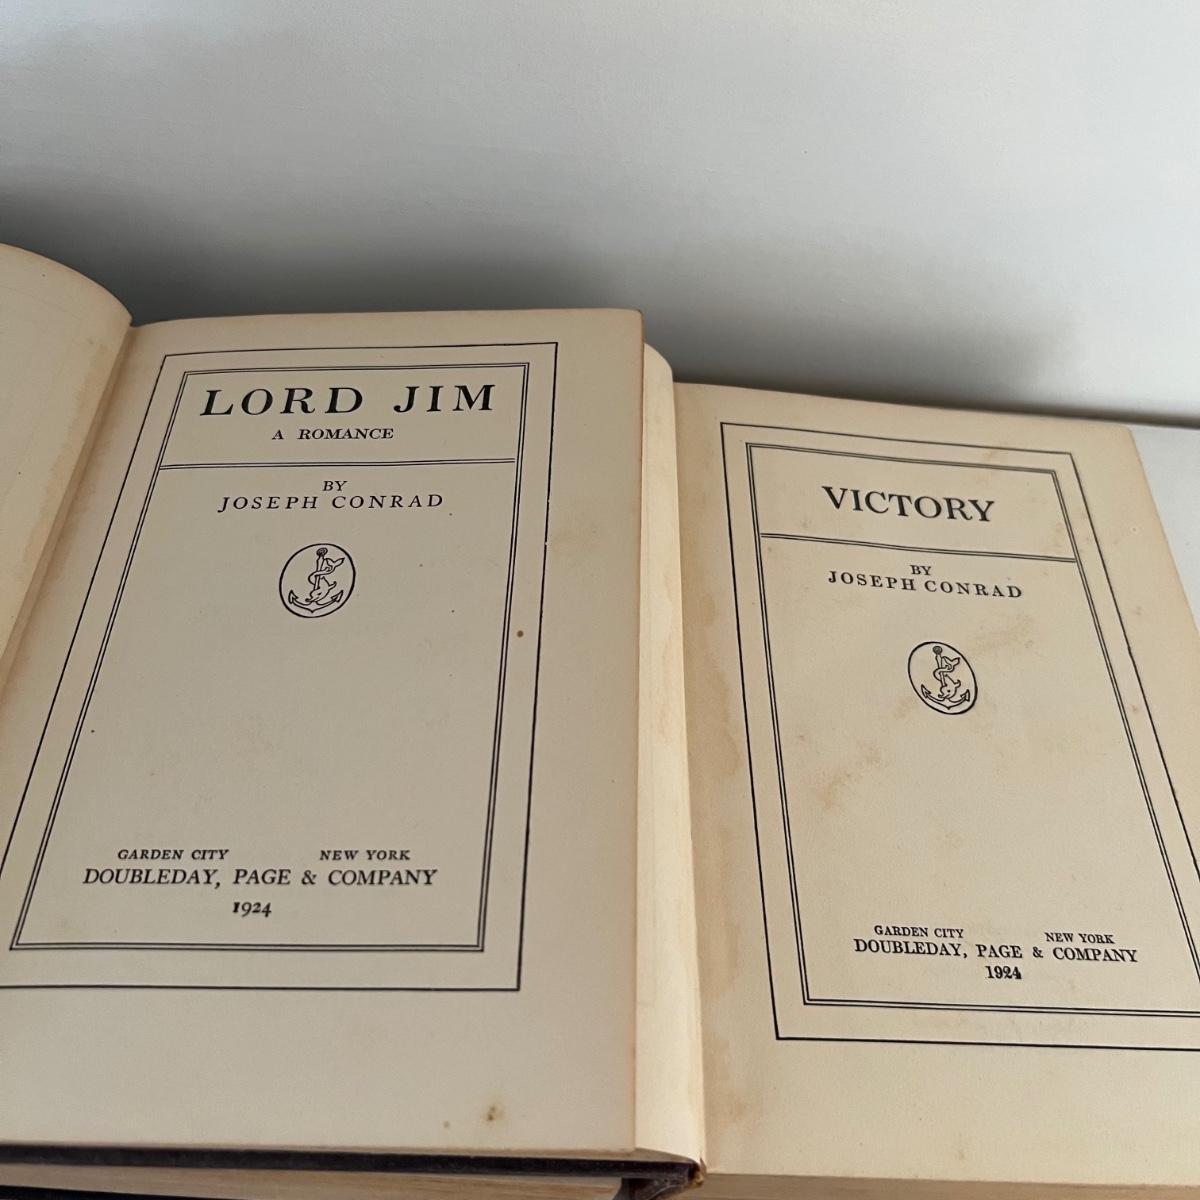 LORD JIM
A ROMANCE
BY
JOSEPH CONRAD
GARDEN CITY NEW YORK
DOUBLEDAY, PAGE & COMPANY
1924
VICTORY
BY
JOSEPH CONRAD
GARDEN CITY NEW YORK
DOUBLEDAY, PAGE & COMPANY
1924